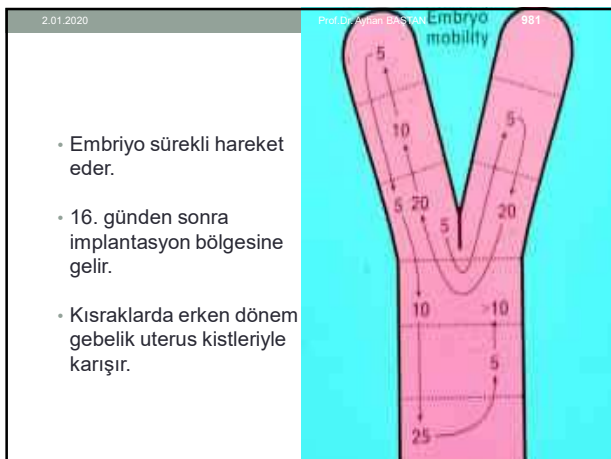 2.01.2020
Prof.Dr. Ayhan BAŞTAN
981
Embryo
mobility
• Embriyo sürekli hareket
eder.
• 16. günden sonra
implantasyon bölgesine
gelir.
• Kısraklarda erken dönem
gebelik uterus kistleriyle
karışır.
5
5
10
5
20
5
20
10
>10
5
25